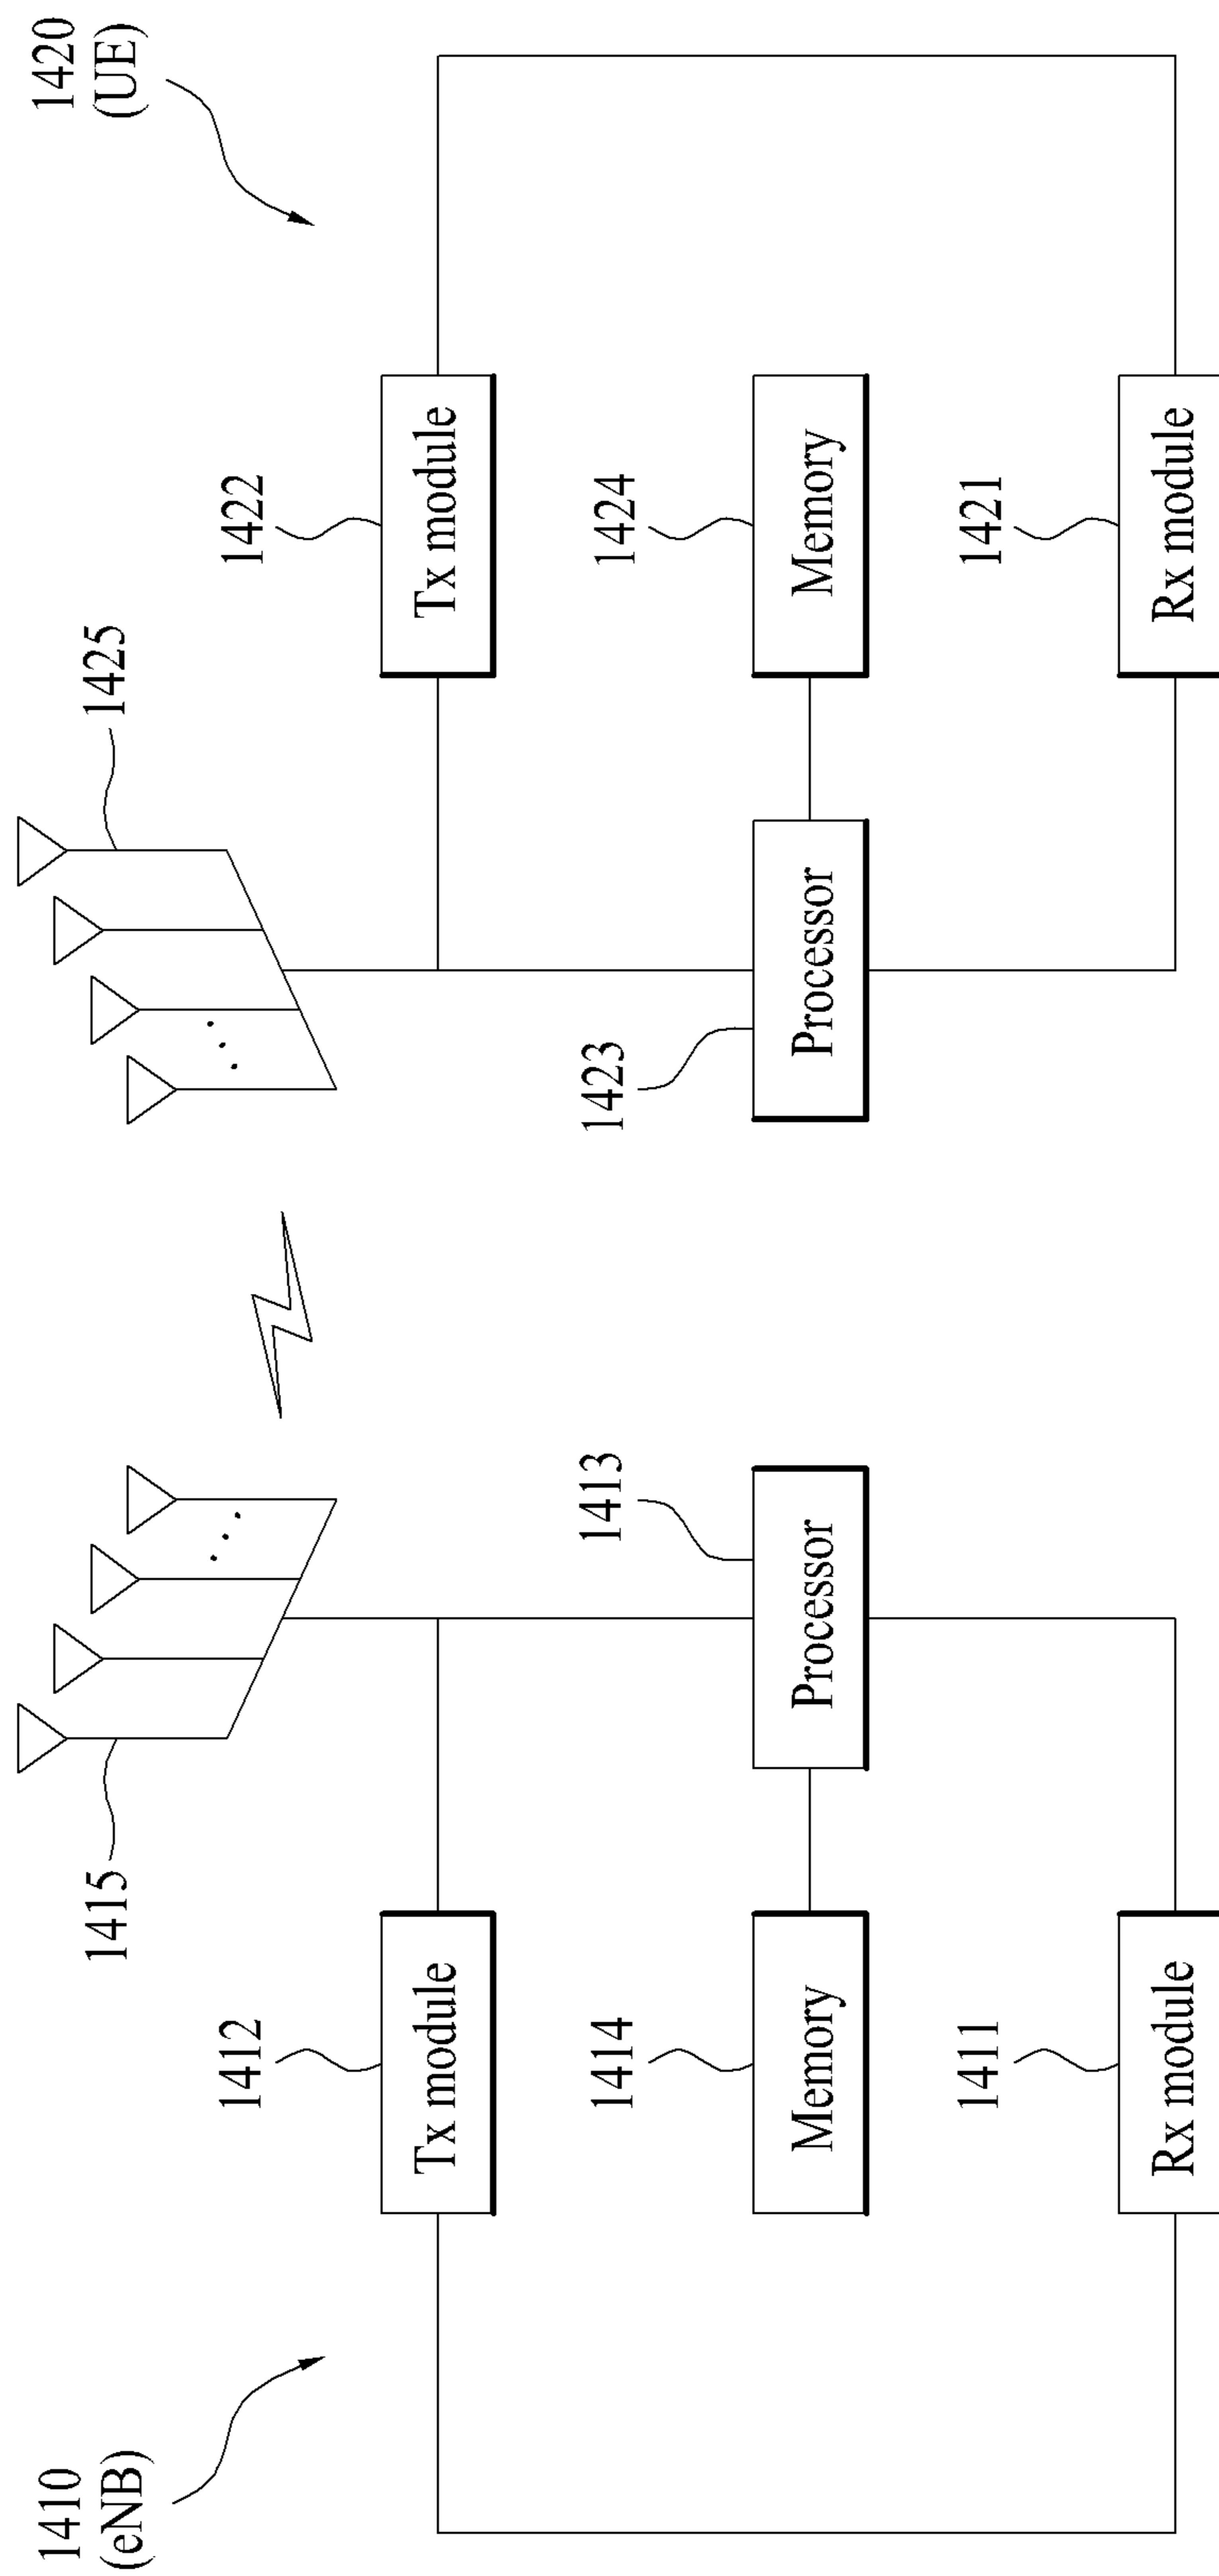 1410
(eNB)
1420
(UE)
1415
1425
1412
1422
Tx module
Tx module
1414
1413
1423
1424
Memory
Processor
Processor
Memory
1411
1421
Rx module
Rx module